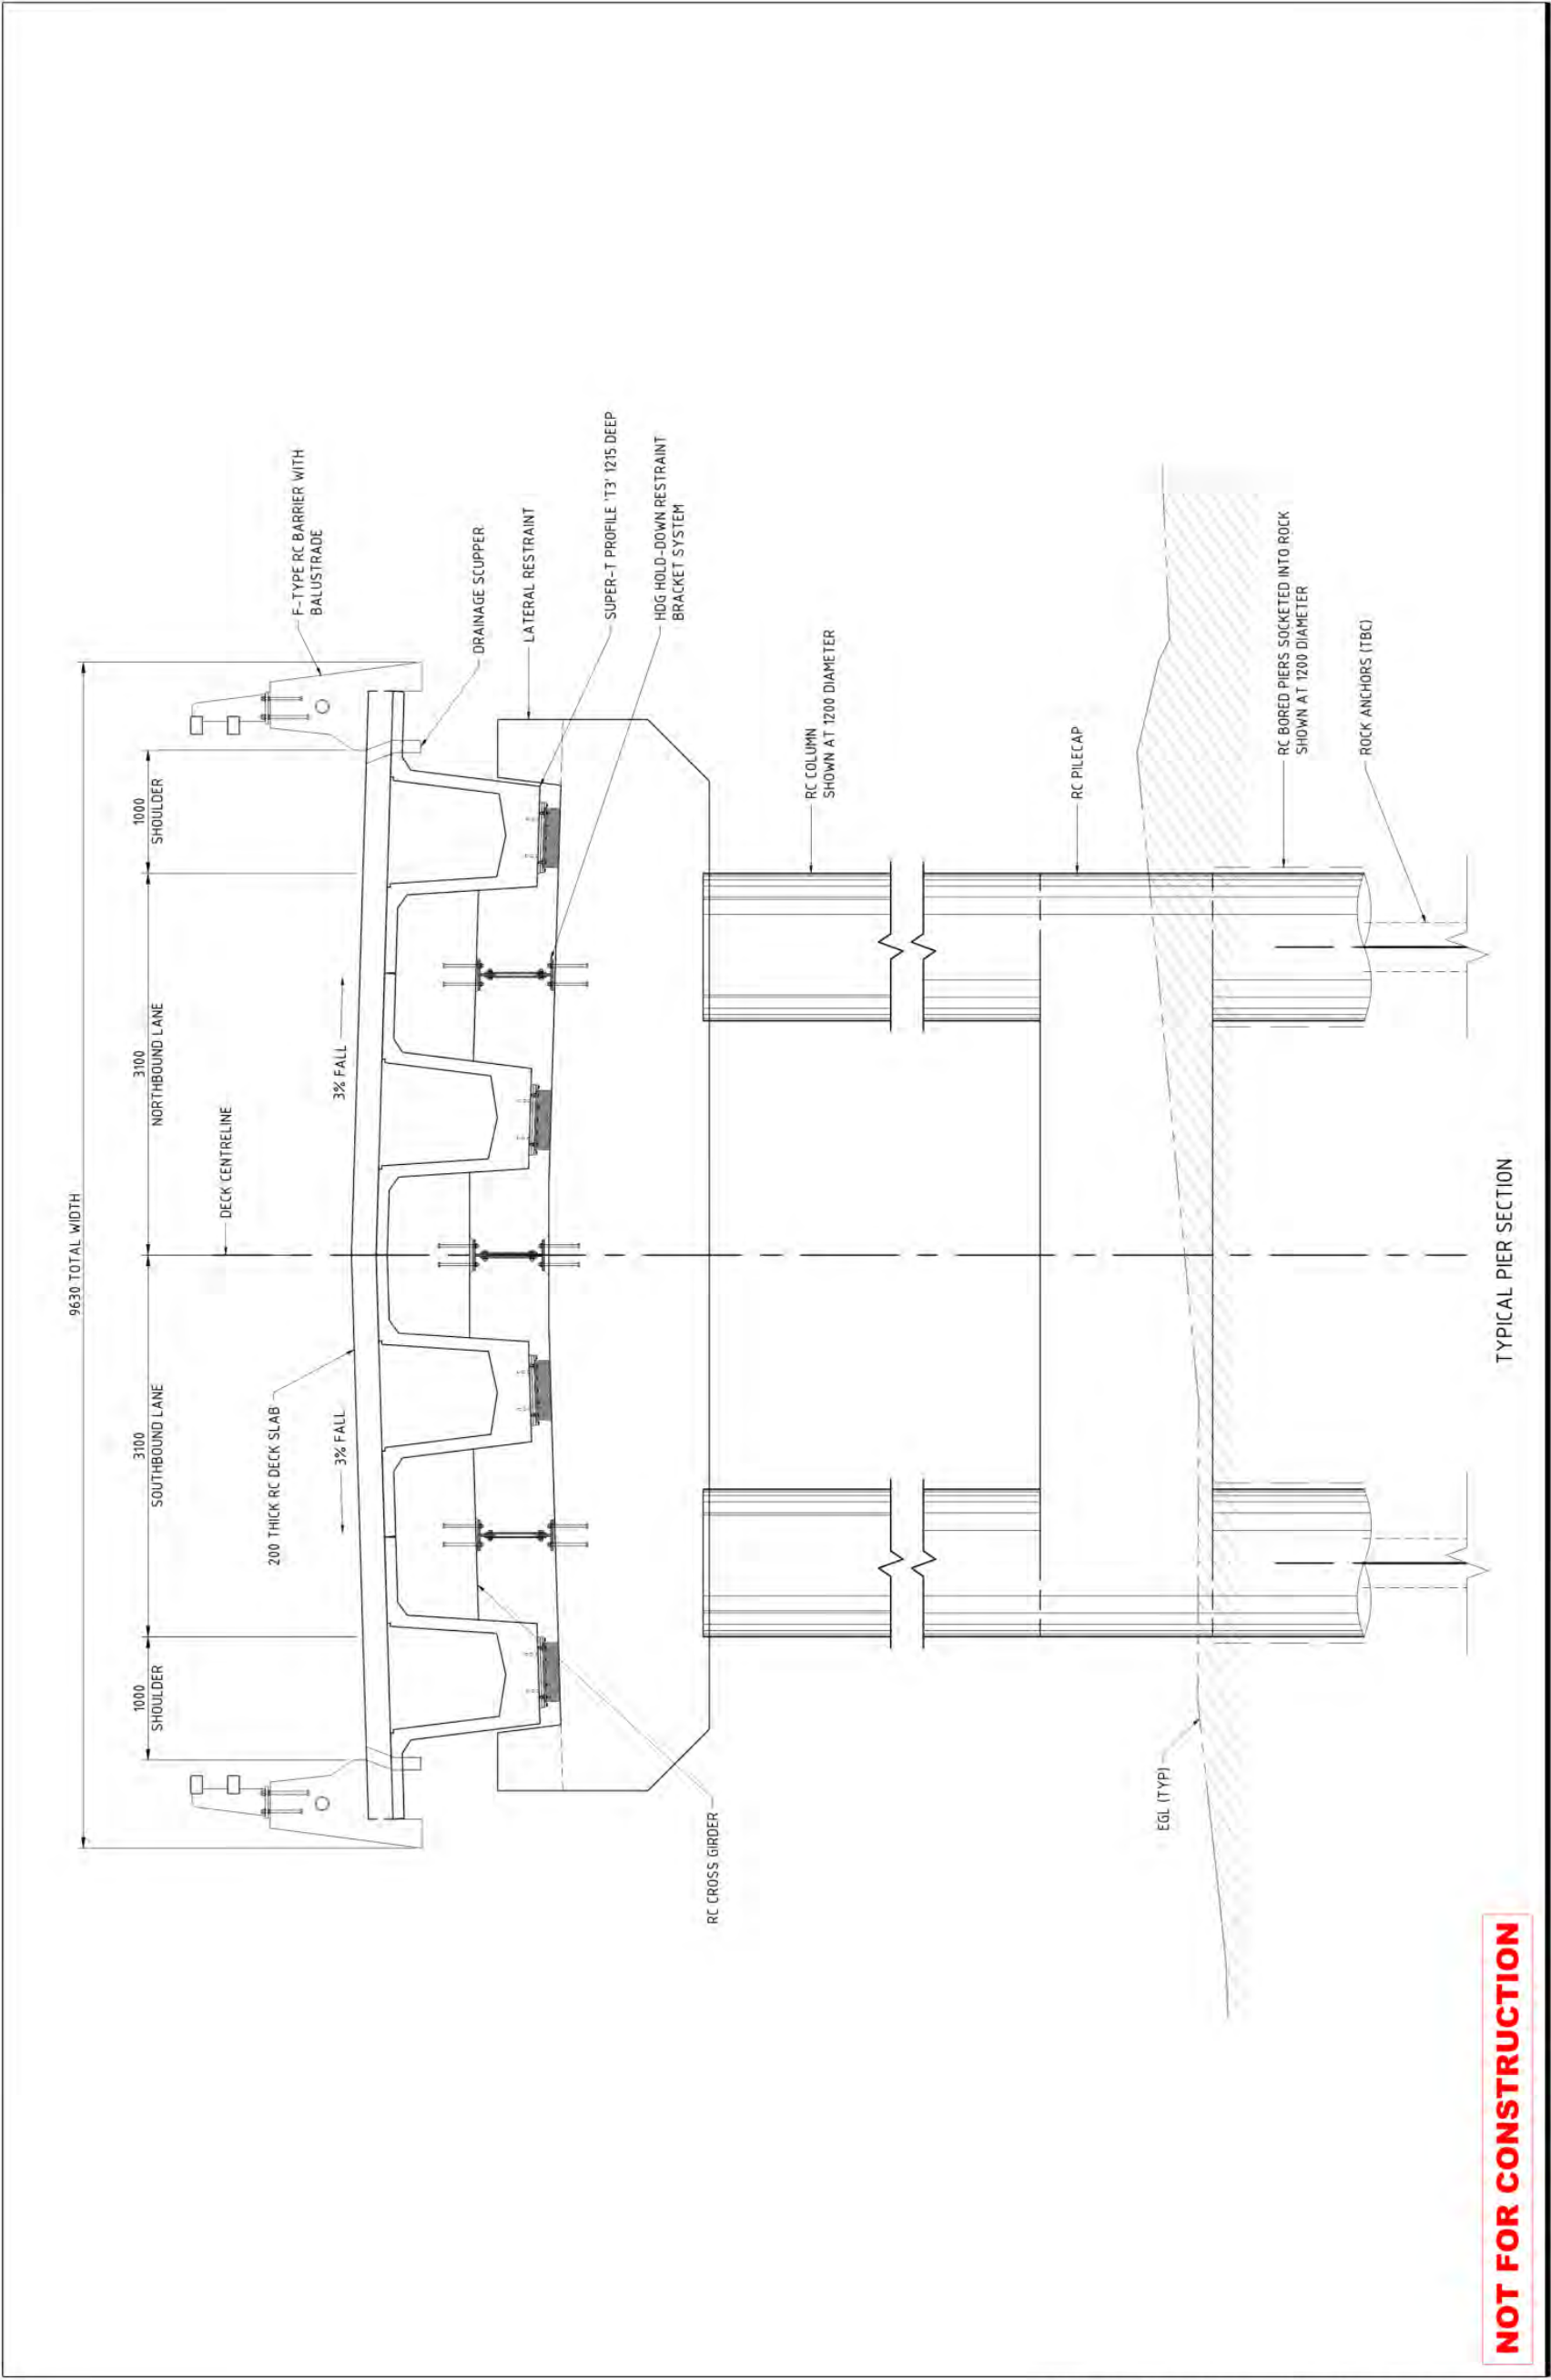 9630 TOTAL WIDTH
1000
SHOULDER
3100
SOUTHBOUND LANE
3100
NORTHBOUND LANE
1000
SHOULDER
DECK CENTRELINE
200 THICK RC DECK SLAB
F-TYPE RC BARRIER WITH
BALUSTRADE
3% FALL
3% FALL
DRAINAGE SCUPPER
LATERAL RESTRAINT
SUPER-T PROFILE 'T3' 1215 DEEP
HDG HOLD-DOWN RESTRAINT
BRACKET SYSTEM
RC CROSS GIRDER
RC COLUMN
SHOWN AT 1200 DIAMETER
RC PILECAP
EGL (TYP)
RC BORED PIERS SOCKETED INTO ROCK
SHOWN AT 1200 DIAMETER
ROCK ANCHORS (TBC)
TYPICAL PIER SECTION
NOT FOR CONSTRUCTION